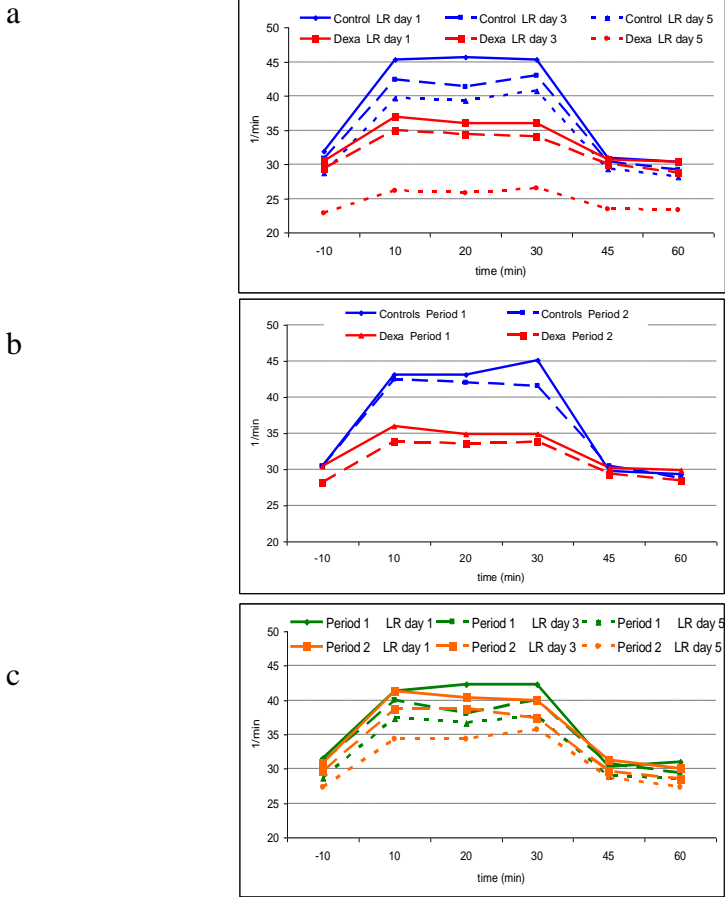 a
Control LR day 1 Control LR day 3 Control LR day 5
Dexa LR day 1 Dexa LR day 3 Dexa LR day 5
50
45
40
35
30
25
20
1/min
-10 10 20 30 45 60
time (min)
b
Controls Period 1 Controls Period 2
Dexa Period 1 Dexa Period 2
50
45
40
35
30
25
20
1/min
-10 10 20 30 45 60
time (min)
c
Period 1 LR day 1 Period 1 LR day 3 Period 1 LR day 5
Period 2 LR day 1 Period 2 LR day 3 Period 2 LR day 5
50
45
40
35
30
25
20
1/min
-10 10 20 30 45 60
time (min)